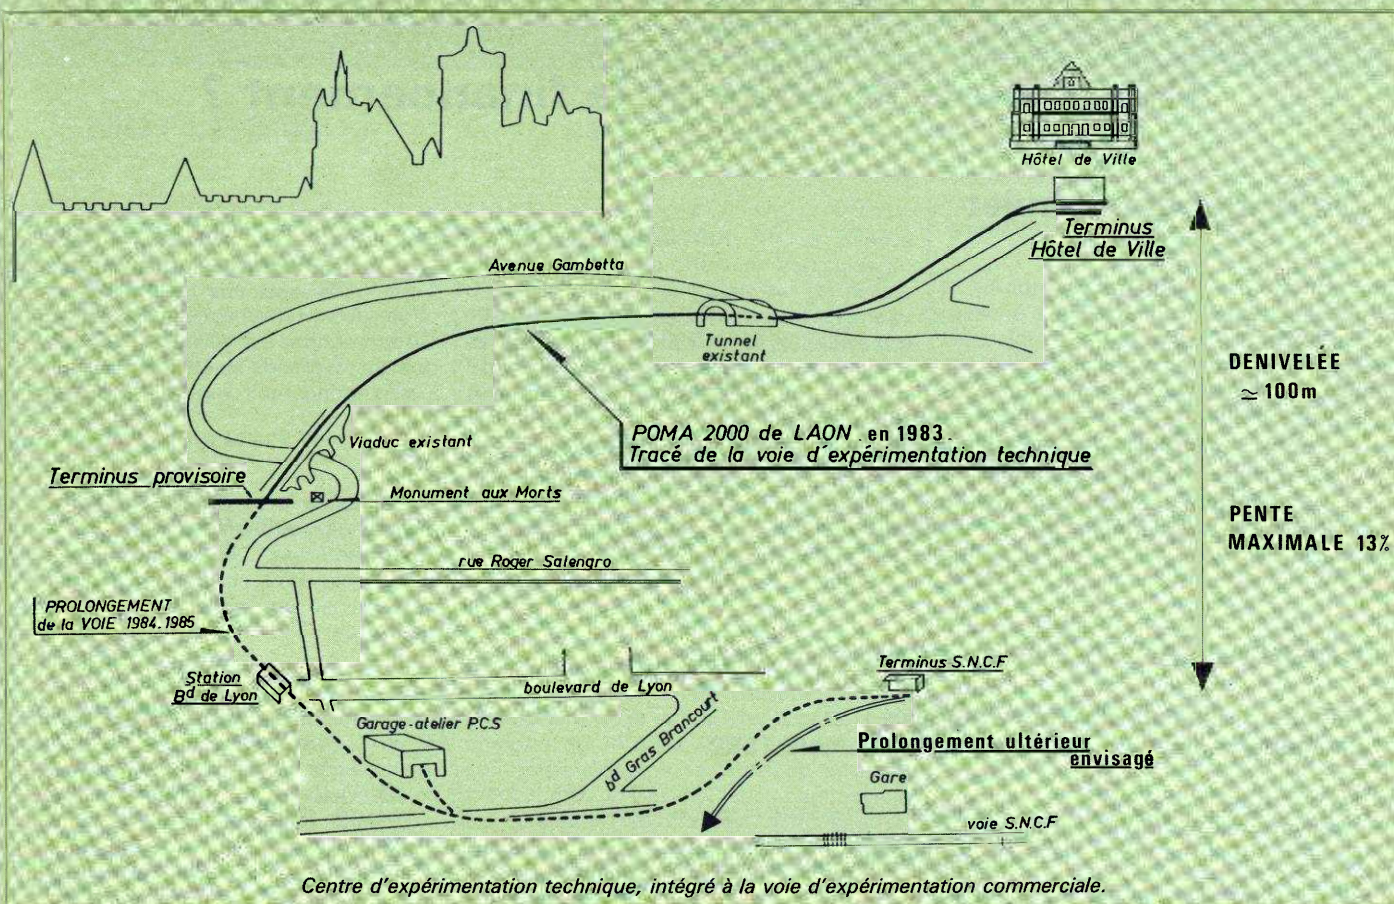 Hôtel de Ville
Terminus
Hôtel de Ville
Avenue Gambetta
Tunnel
existant
DENIVELÉE
≃ 100m
POMA 2000 de LAON . en 1983.
Tracé de la voie d'expérimentation technique
Viaduc existant
Terminus provisoire
Monument aux Morts
PENTE
MAXIMALE 13%
rue Roger Salengro
PROLONGEMENT
de la VOIE 1984.1985
Station
Bd de Lyon
boulevard de Lyon
Terminus S.N.C.F
Garage-atelier P.C.S
bd Gras Brancourt
Prolongement ultérieur
envisagé
Gare
voie S.N.C.F
Centre d'expérimentation technique, intégré à la voie d'expérimentation commerciale.